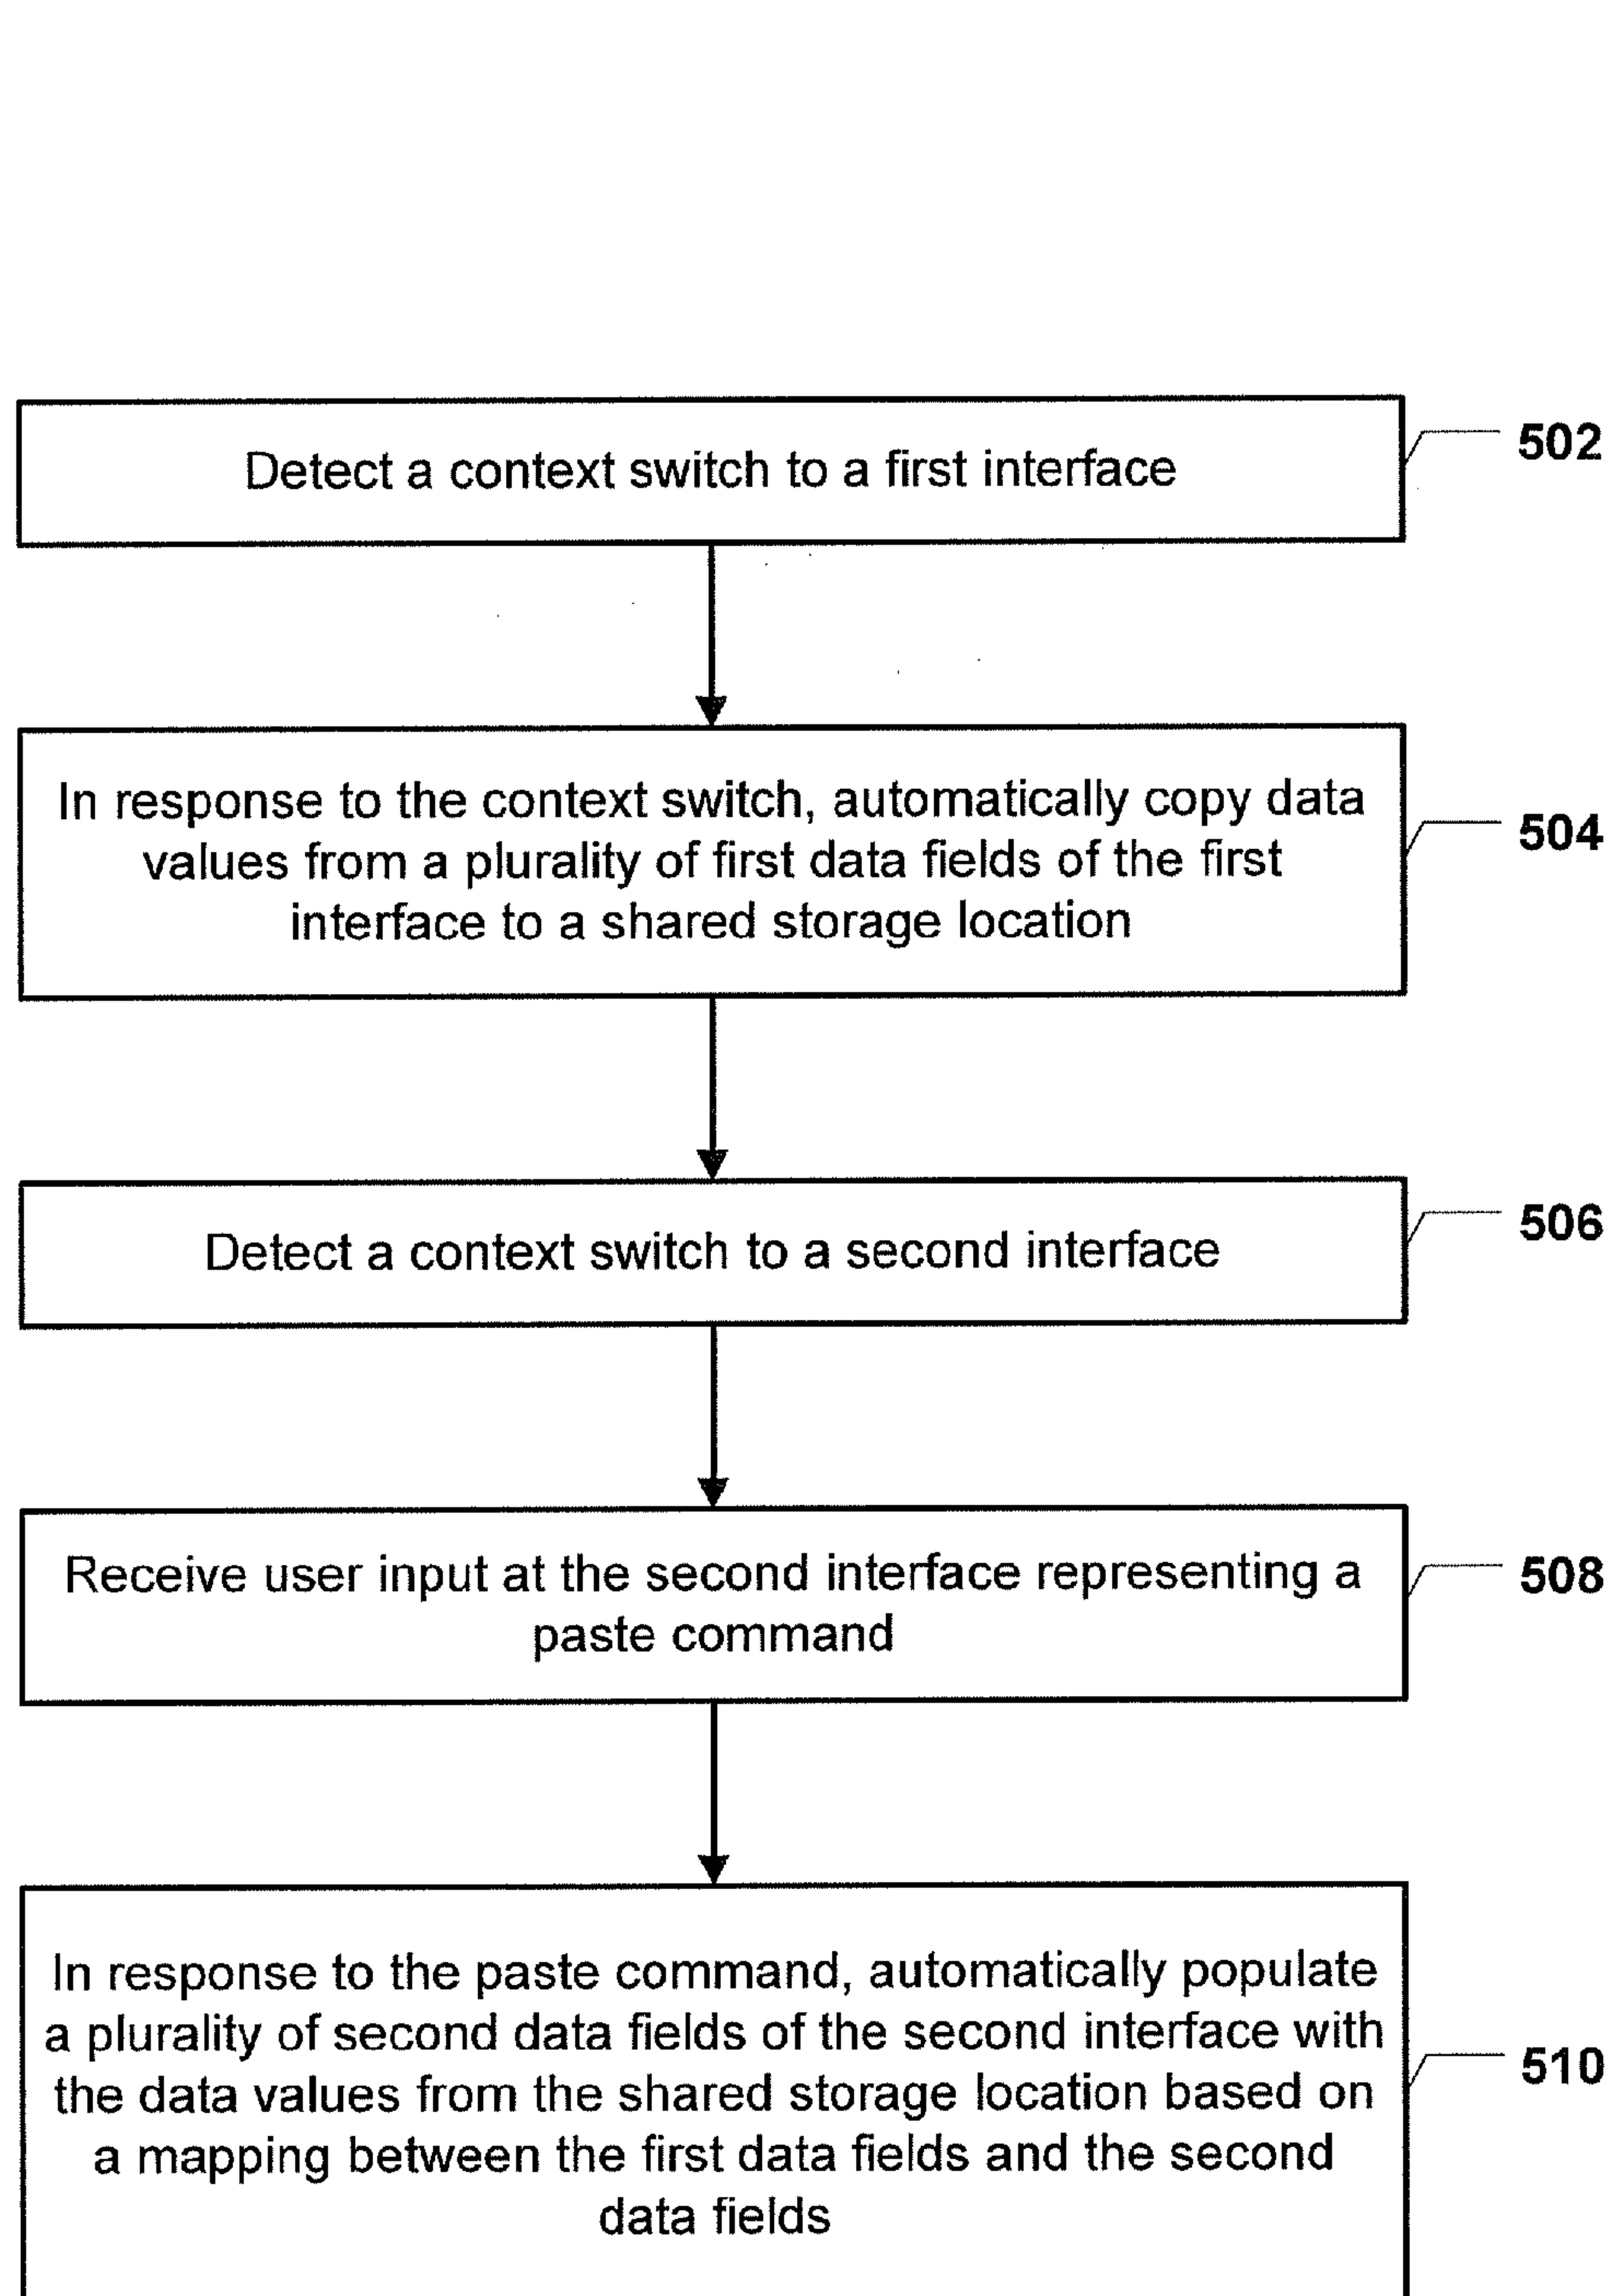 Detect a context switch to a first interface
502
In response to the context switch, automatically copy data
values from a plurality of first data fields of the first
interface to a shared storage location
504
Detect a context switch to a second interface
506
Receive user input at the second interface representing a
paste command
508
In response to the paste command, automatically populate
a plurality of second data fields of the second interface with
the data values from the shared storage location based on
a mapping between the first data fields and the second
data fields
510